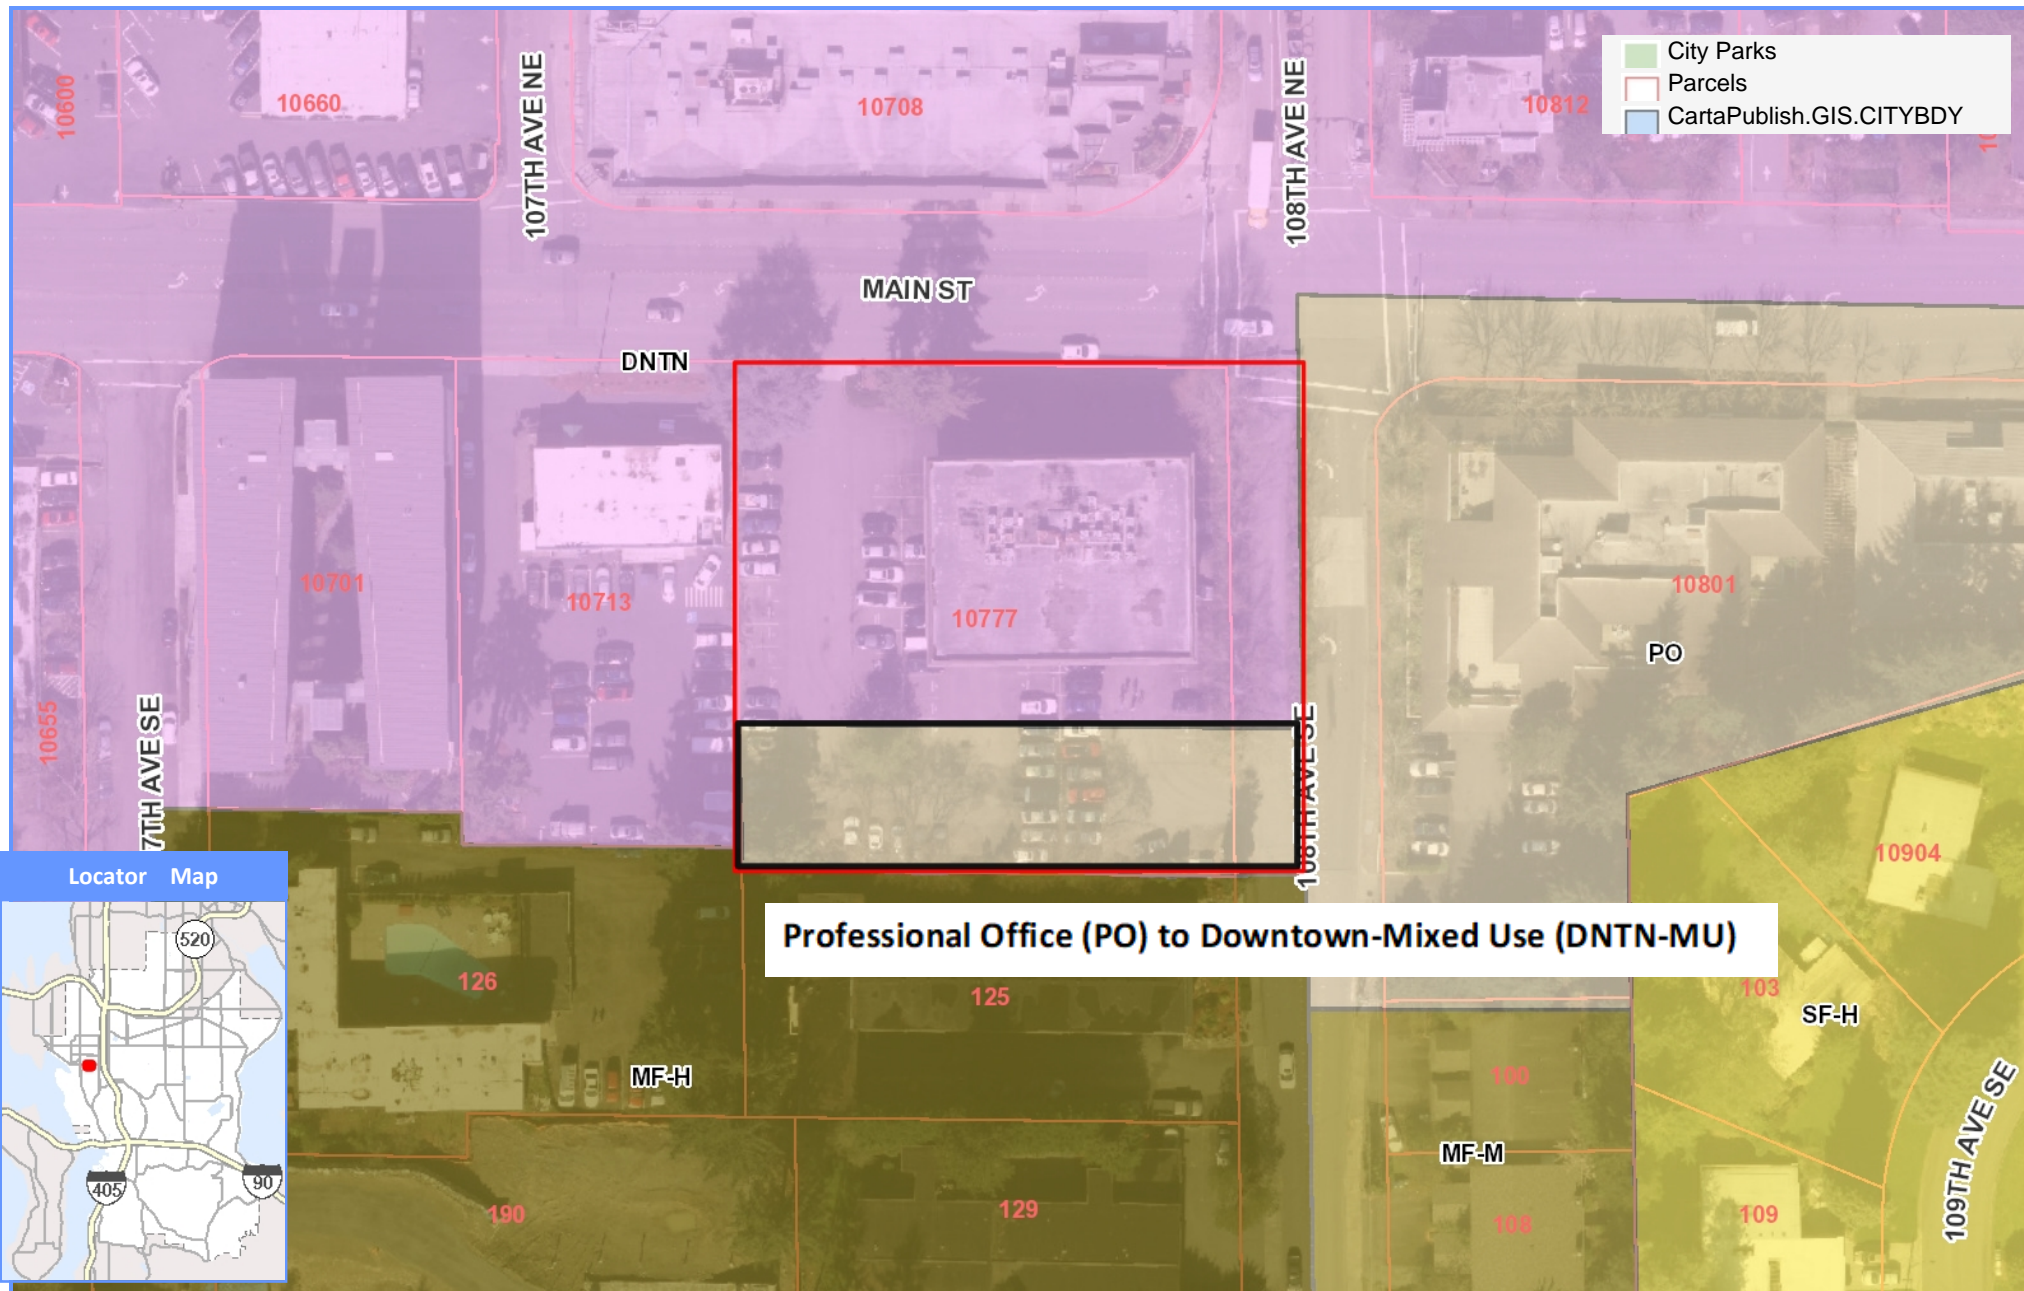 City Parks
Parcels
CartaPublish.GIS.CITYBDY
10600
10660
107TH AVE NE
10708
108TH AVE NE
10812
MAIN ST
DNTN
10701
10713
10777
10801
PO
10655
7TH AVE SE
108TH AVE SE
10904
Locator Map
520
405
90
Professional Office (PO) to Downtown-Mixed Use (DNTN-MU)
126
125
103
SF-H
MF-H
100
MF-M
190
129
108
109
109TH AVE SE